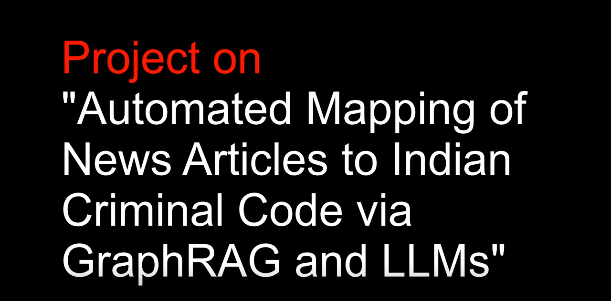 Project on
"Automated Mapping of
News Articles to Indian
Criminal Code via
GraphRAG and LLMs"